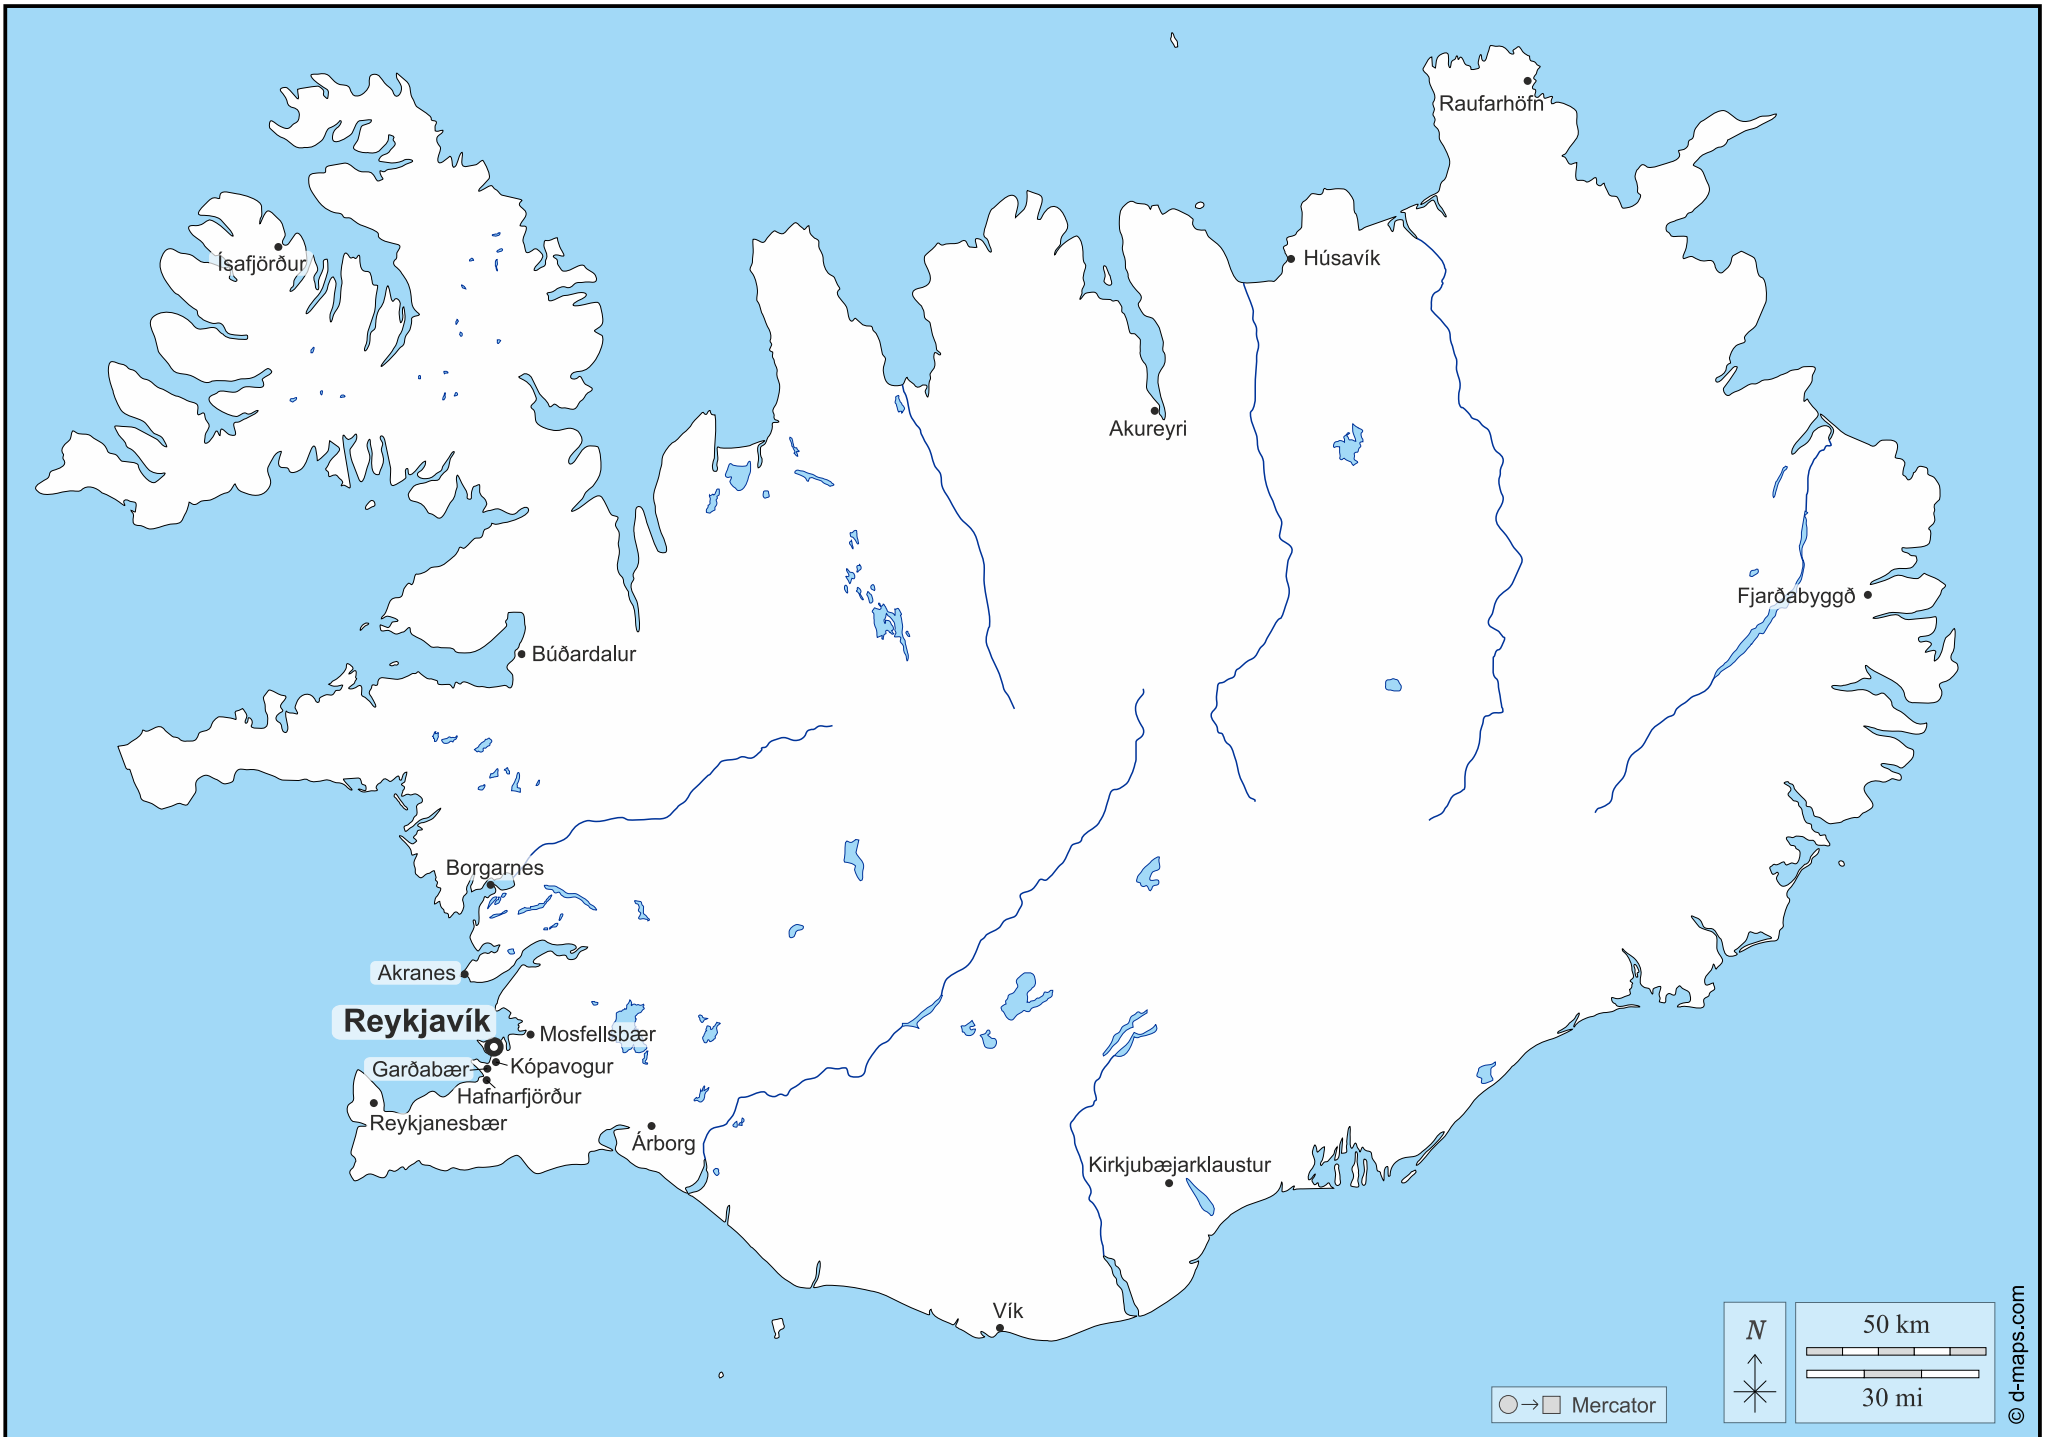 Raufarhöfn
Ísafjörður
Húsavík
Akureyri
Fjarðabyggð
Búðardalur
Borgarnes
Akranes
Reykjavík
Mosfellsbær
Garðabær
Kópavogur
Hafnarfjörður
Reykjanesbær
Árborg
Kirkjubæjarklaustur
Vík
Mercator
N
50 km
30 mi
© d-maps.com